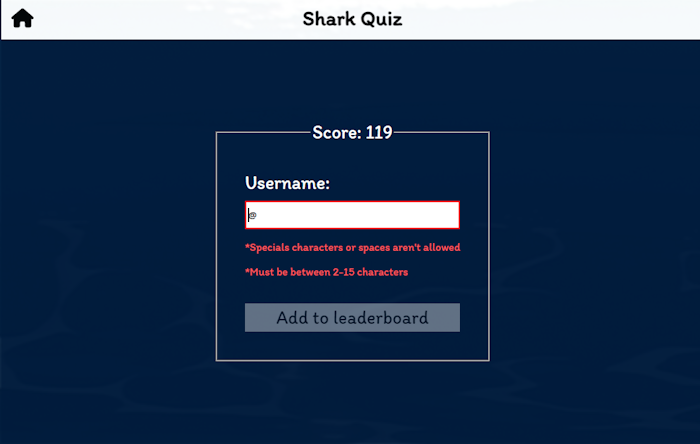 Shark Quiz
Score: 119
Username:
@
*Specials characters or spaces aren't allowed
*Must be between 2-15 characters
Add to leaderboard